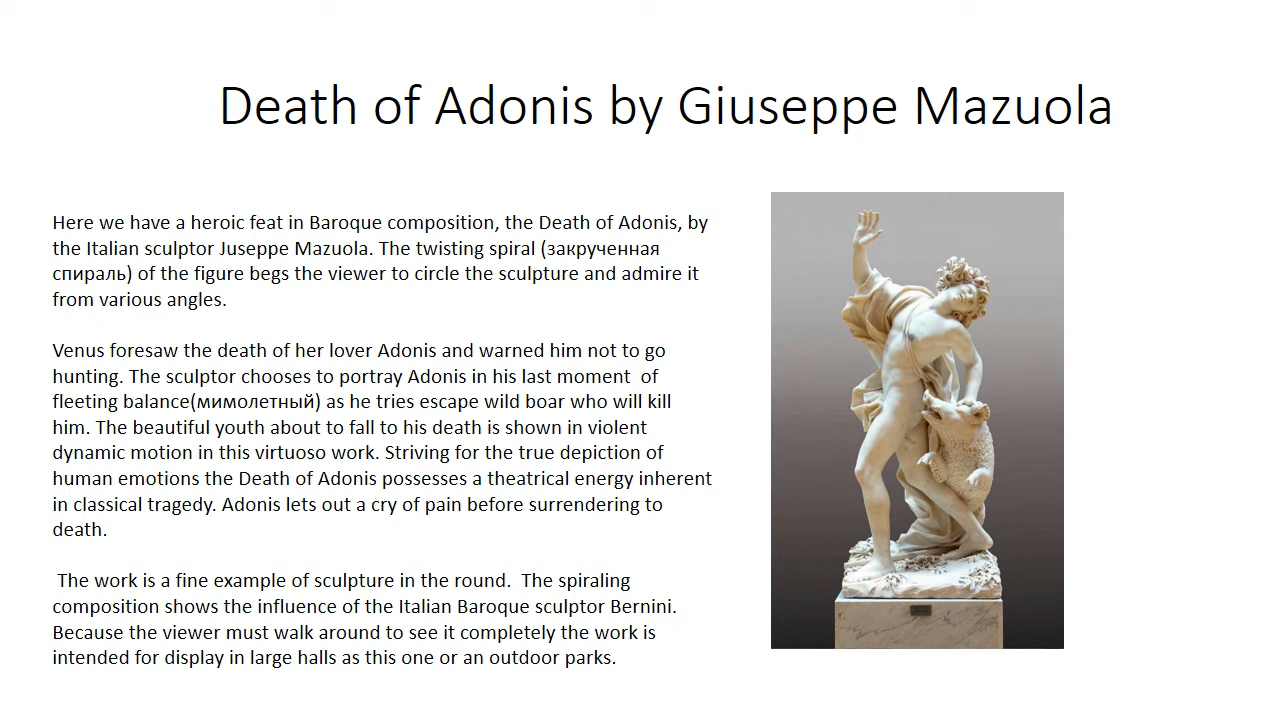 Death of Adonis by Giuseppe Mazuola
Here we have a heroic feat in Baroque composition, the Death of Adonis, by
the Italian sculptor Juseppe Mazuola. The twisting spiral (закрученная
спираль) of the figure begs the viewer to circle the sculpture and admire it
from various angles.
Venus foresaw the death of her lover Adonis and warned him not to go
hunting. The sculptor chooses to portray Adonis in his last moment  of
fleeting balance(мимолетный) as he tries escape wild boar who will kill
him. The beautiful youth about to fall to his death is shown in violent
dynamic motion in this virtuoso work. Striving for the true depiction of
human emotions the Death of Adonis possesses a theatrical energy inherent
in classical tragedy. Adonis lets out a cry of pain before surrendering to
death.
The work is a fine example of sculpture in the round.  The spiraling
composition shows the influence of the Italian Baroque sculptor Bernini.
Because the viewer must walk around to see it completely the work is
intended for display in large halls as this one or an outdoor parks.